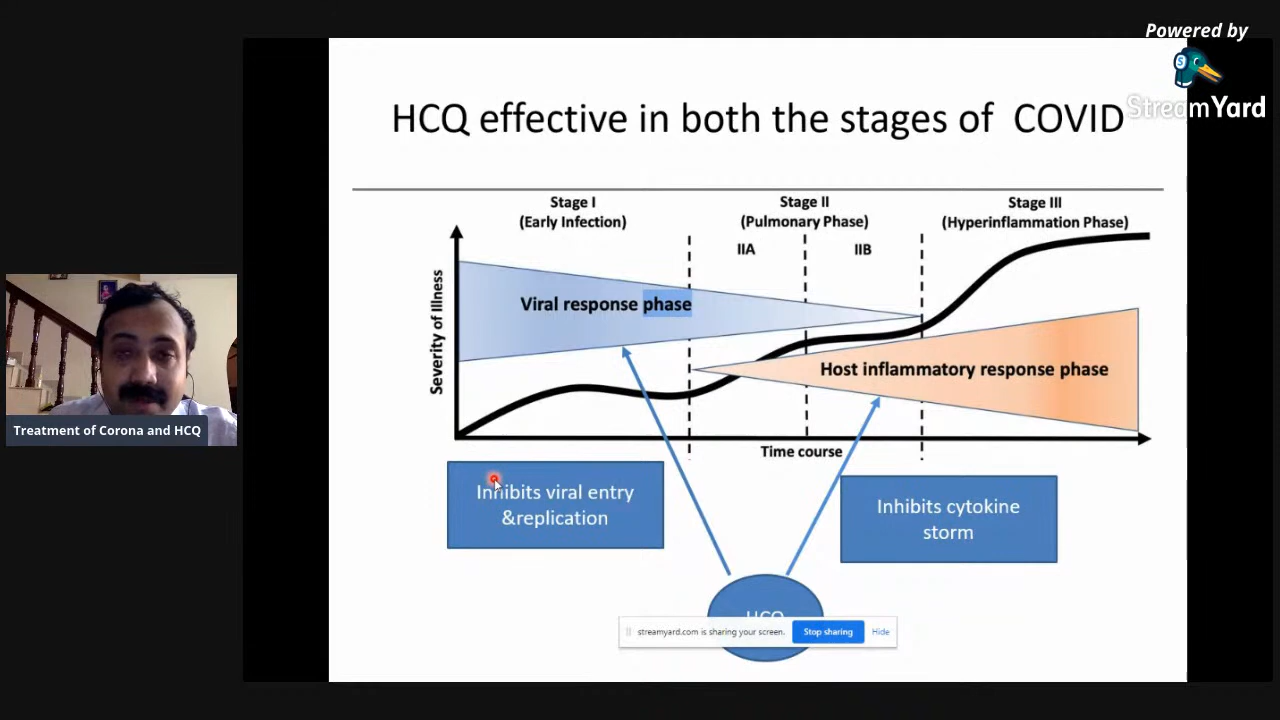 Powered by
StreamYard
HCQ effective in both the stages of COVID
Stage I
(Early Infection)
Stage II
(Pulmonary Phase)
Stage III
(Hyperinflammation Phase)
IIA
IIB
Severity of Illness
Viral response phase
Host inflammatory response phase
Time course
Treatment of Corona and HCQ
Inhibits viral entry
&replication
Inhibits cytokine
storm
HCQ
streamyard.com is sharing your screen.
Stop sharing
Hide